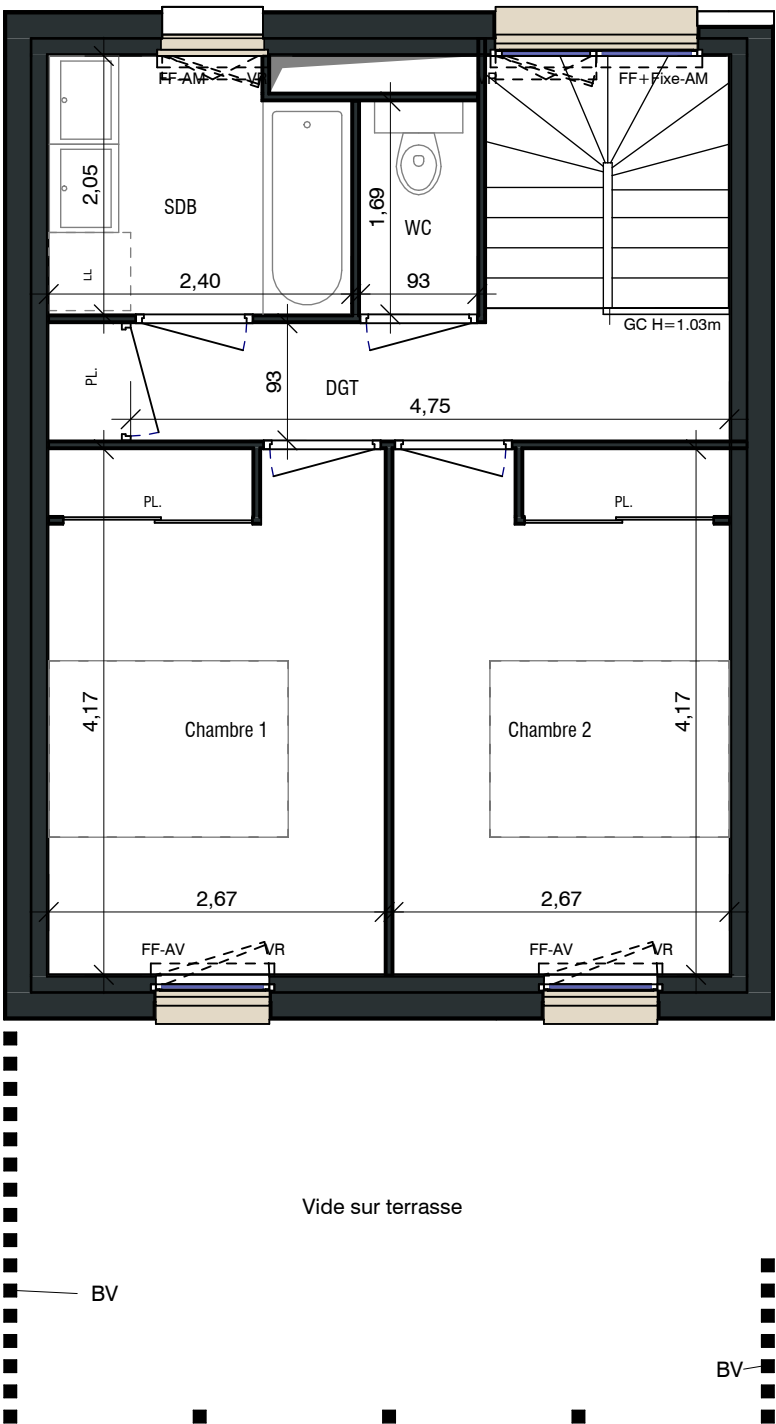 FF-AM VR
VR FF+Fixe-AM
2,05
SDB
1,69
WC
LL
2,40
93
GC H=1.03m
PL.
93
DGT
4,75
PL.
PL.
4,17
Chambre 1
Chambre 2
4,17
2,67
2,67
FF-AV VR
FF-AV VR
Vide sur terrasse
BV
BV